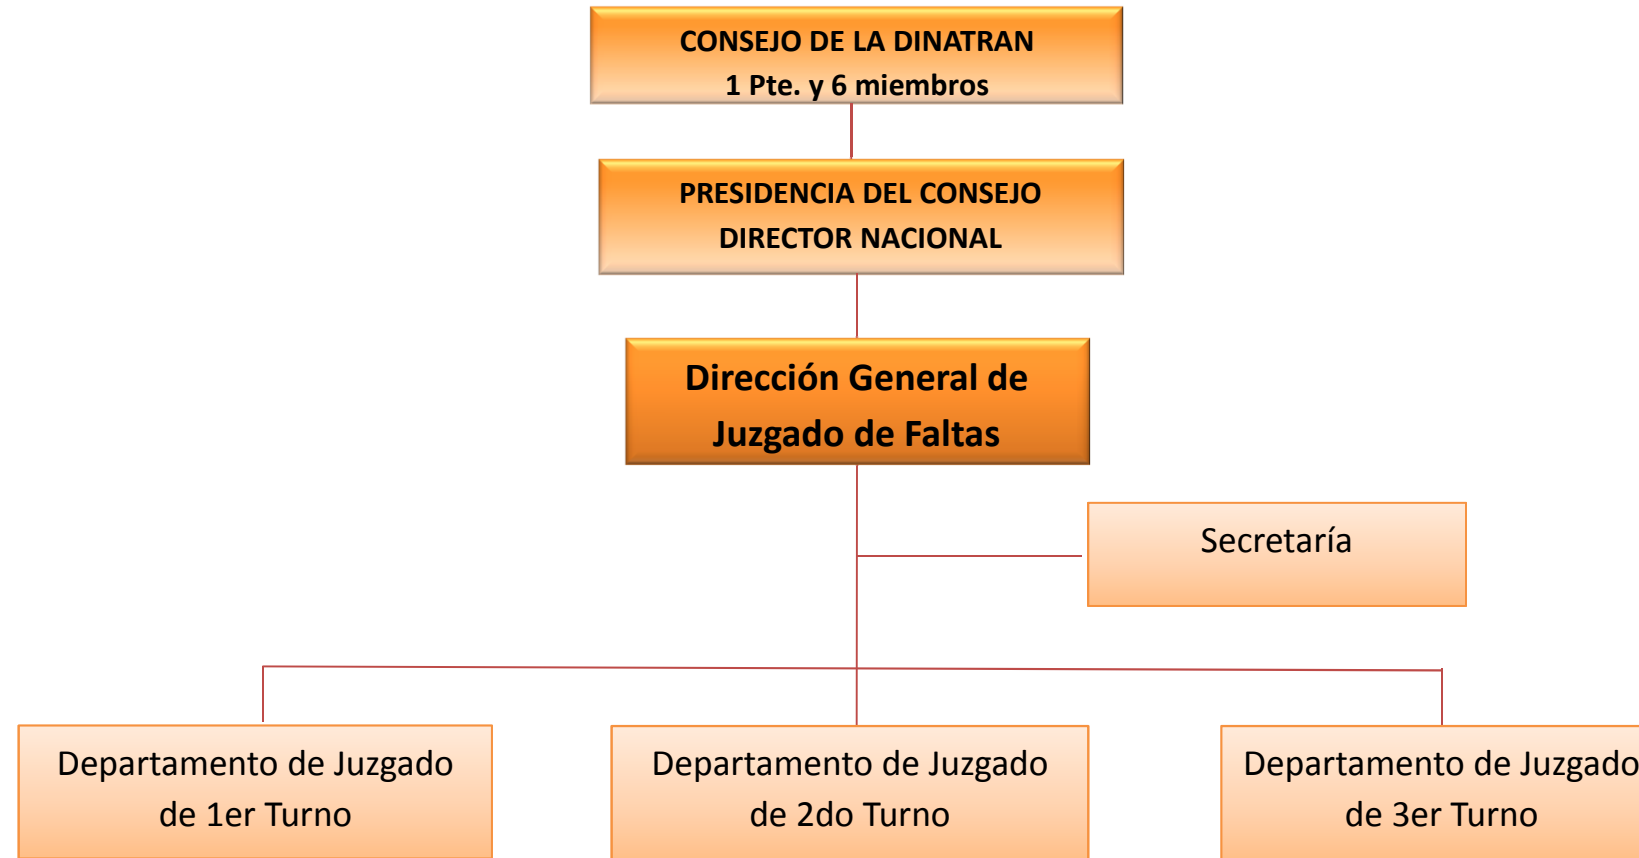 CONSEJO DE LA DINATRAN
1 Pte. y 6 miembros
PRESIDENCIA DEL CONSEJO
DIRECTOR NACIONAL
Dirección General de
Juzgado de Faltas
Secretaría
Departamento de Juzgado
de 1er Turno
Departamento de Juzgado
de 2do Turno
Departamento de Juzgado
de 3er Turno